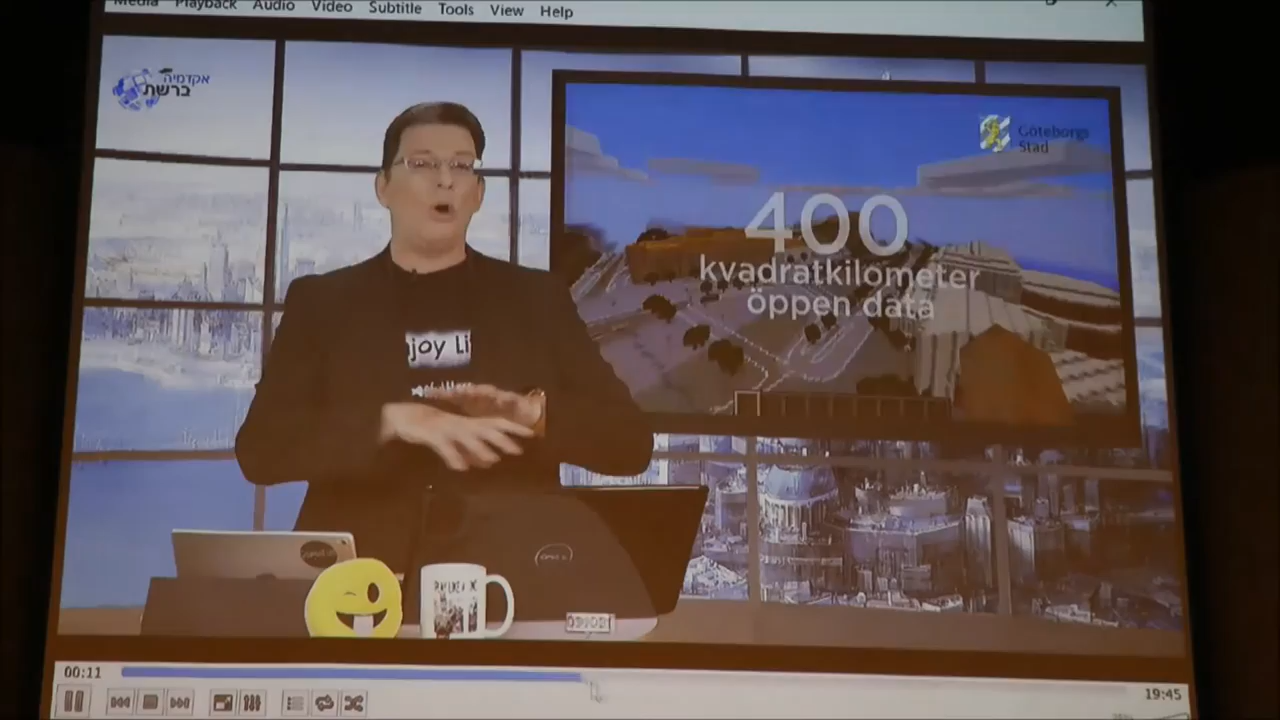 Media Playback Audio Video Subtitle Tools View Help
אקדמיה
ברשת
Göteborgs
Stad
400
kvadratkilometer
öppen data
joy Li
00:11
19:45